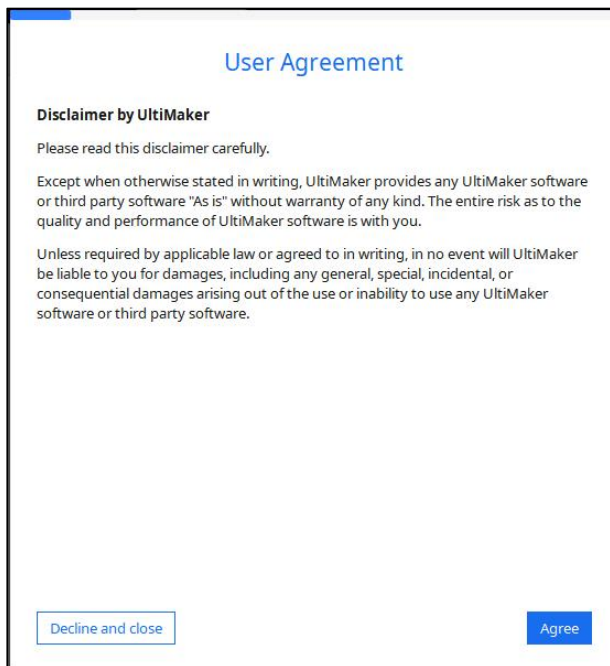 User Agreement
Disclaimer by UltiMaker
Please read this disclaimer carefully.
Except when otherwise stated in writing, UltiMaker provides any UltiMaker software
or third party software "As is" without warranty of any kind. The entire risk as to the
quality and performance of UltiMaker software is with you.
Unless required by applicable law or agreed to in writing, in no event will UltiMaker
be liable to you for damages, including any general, special, incidental, or
consequential damages arising out of the use or inability to use any UltiMaker
software or third party software.
Decline and close
Agree